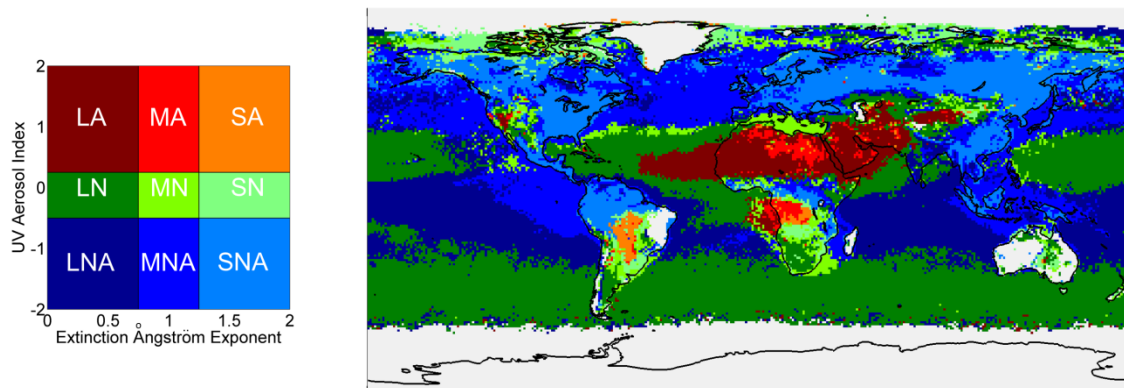 2
LA MA SA
1
UV Aerosol Index
0
LN MN SN
-1
LNA MNA SNA
-2
0 0.5 1 1.5 2
Extinction Ångström Exponent